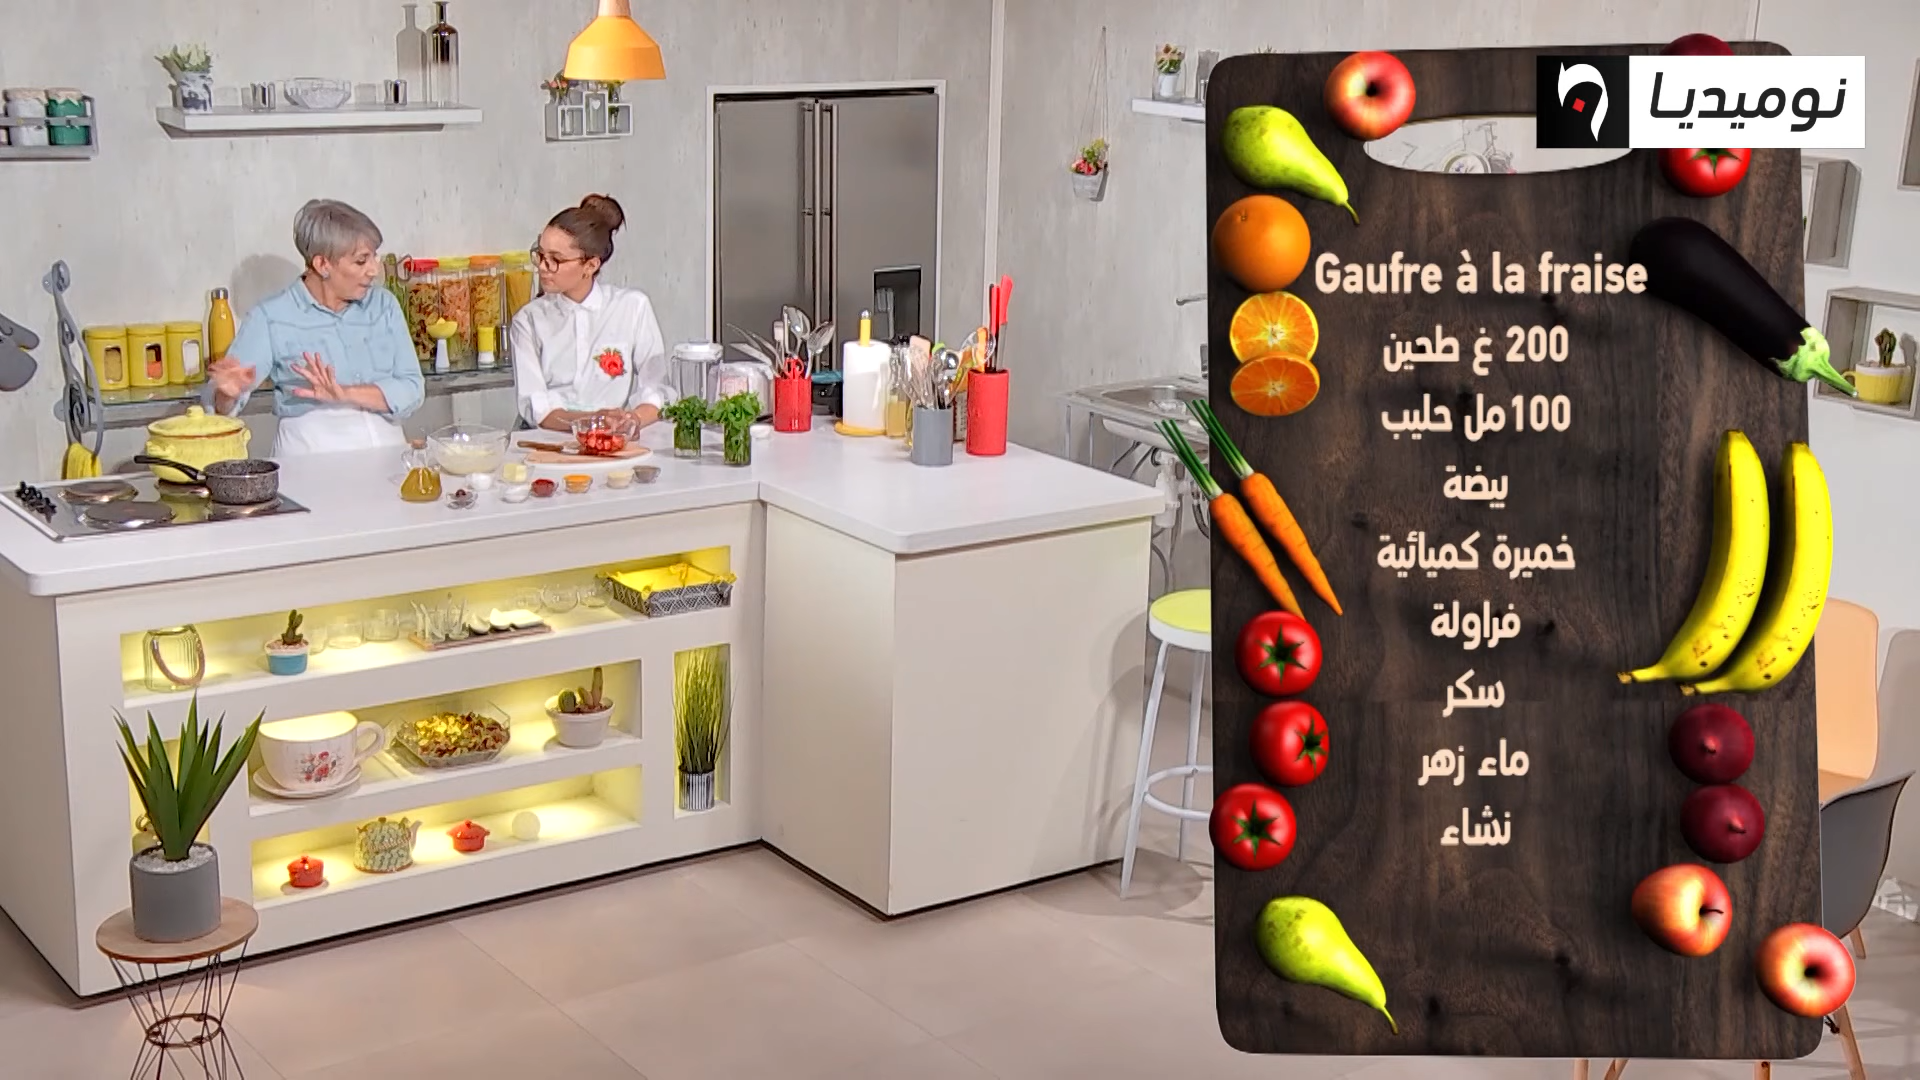 نوميديا
Gaufre à la fraise
200 غ طحين
100مل حليب
بيضة
خميرة كميائية
فراولة
سكر
ماء زهر
نشاء